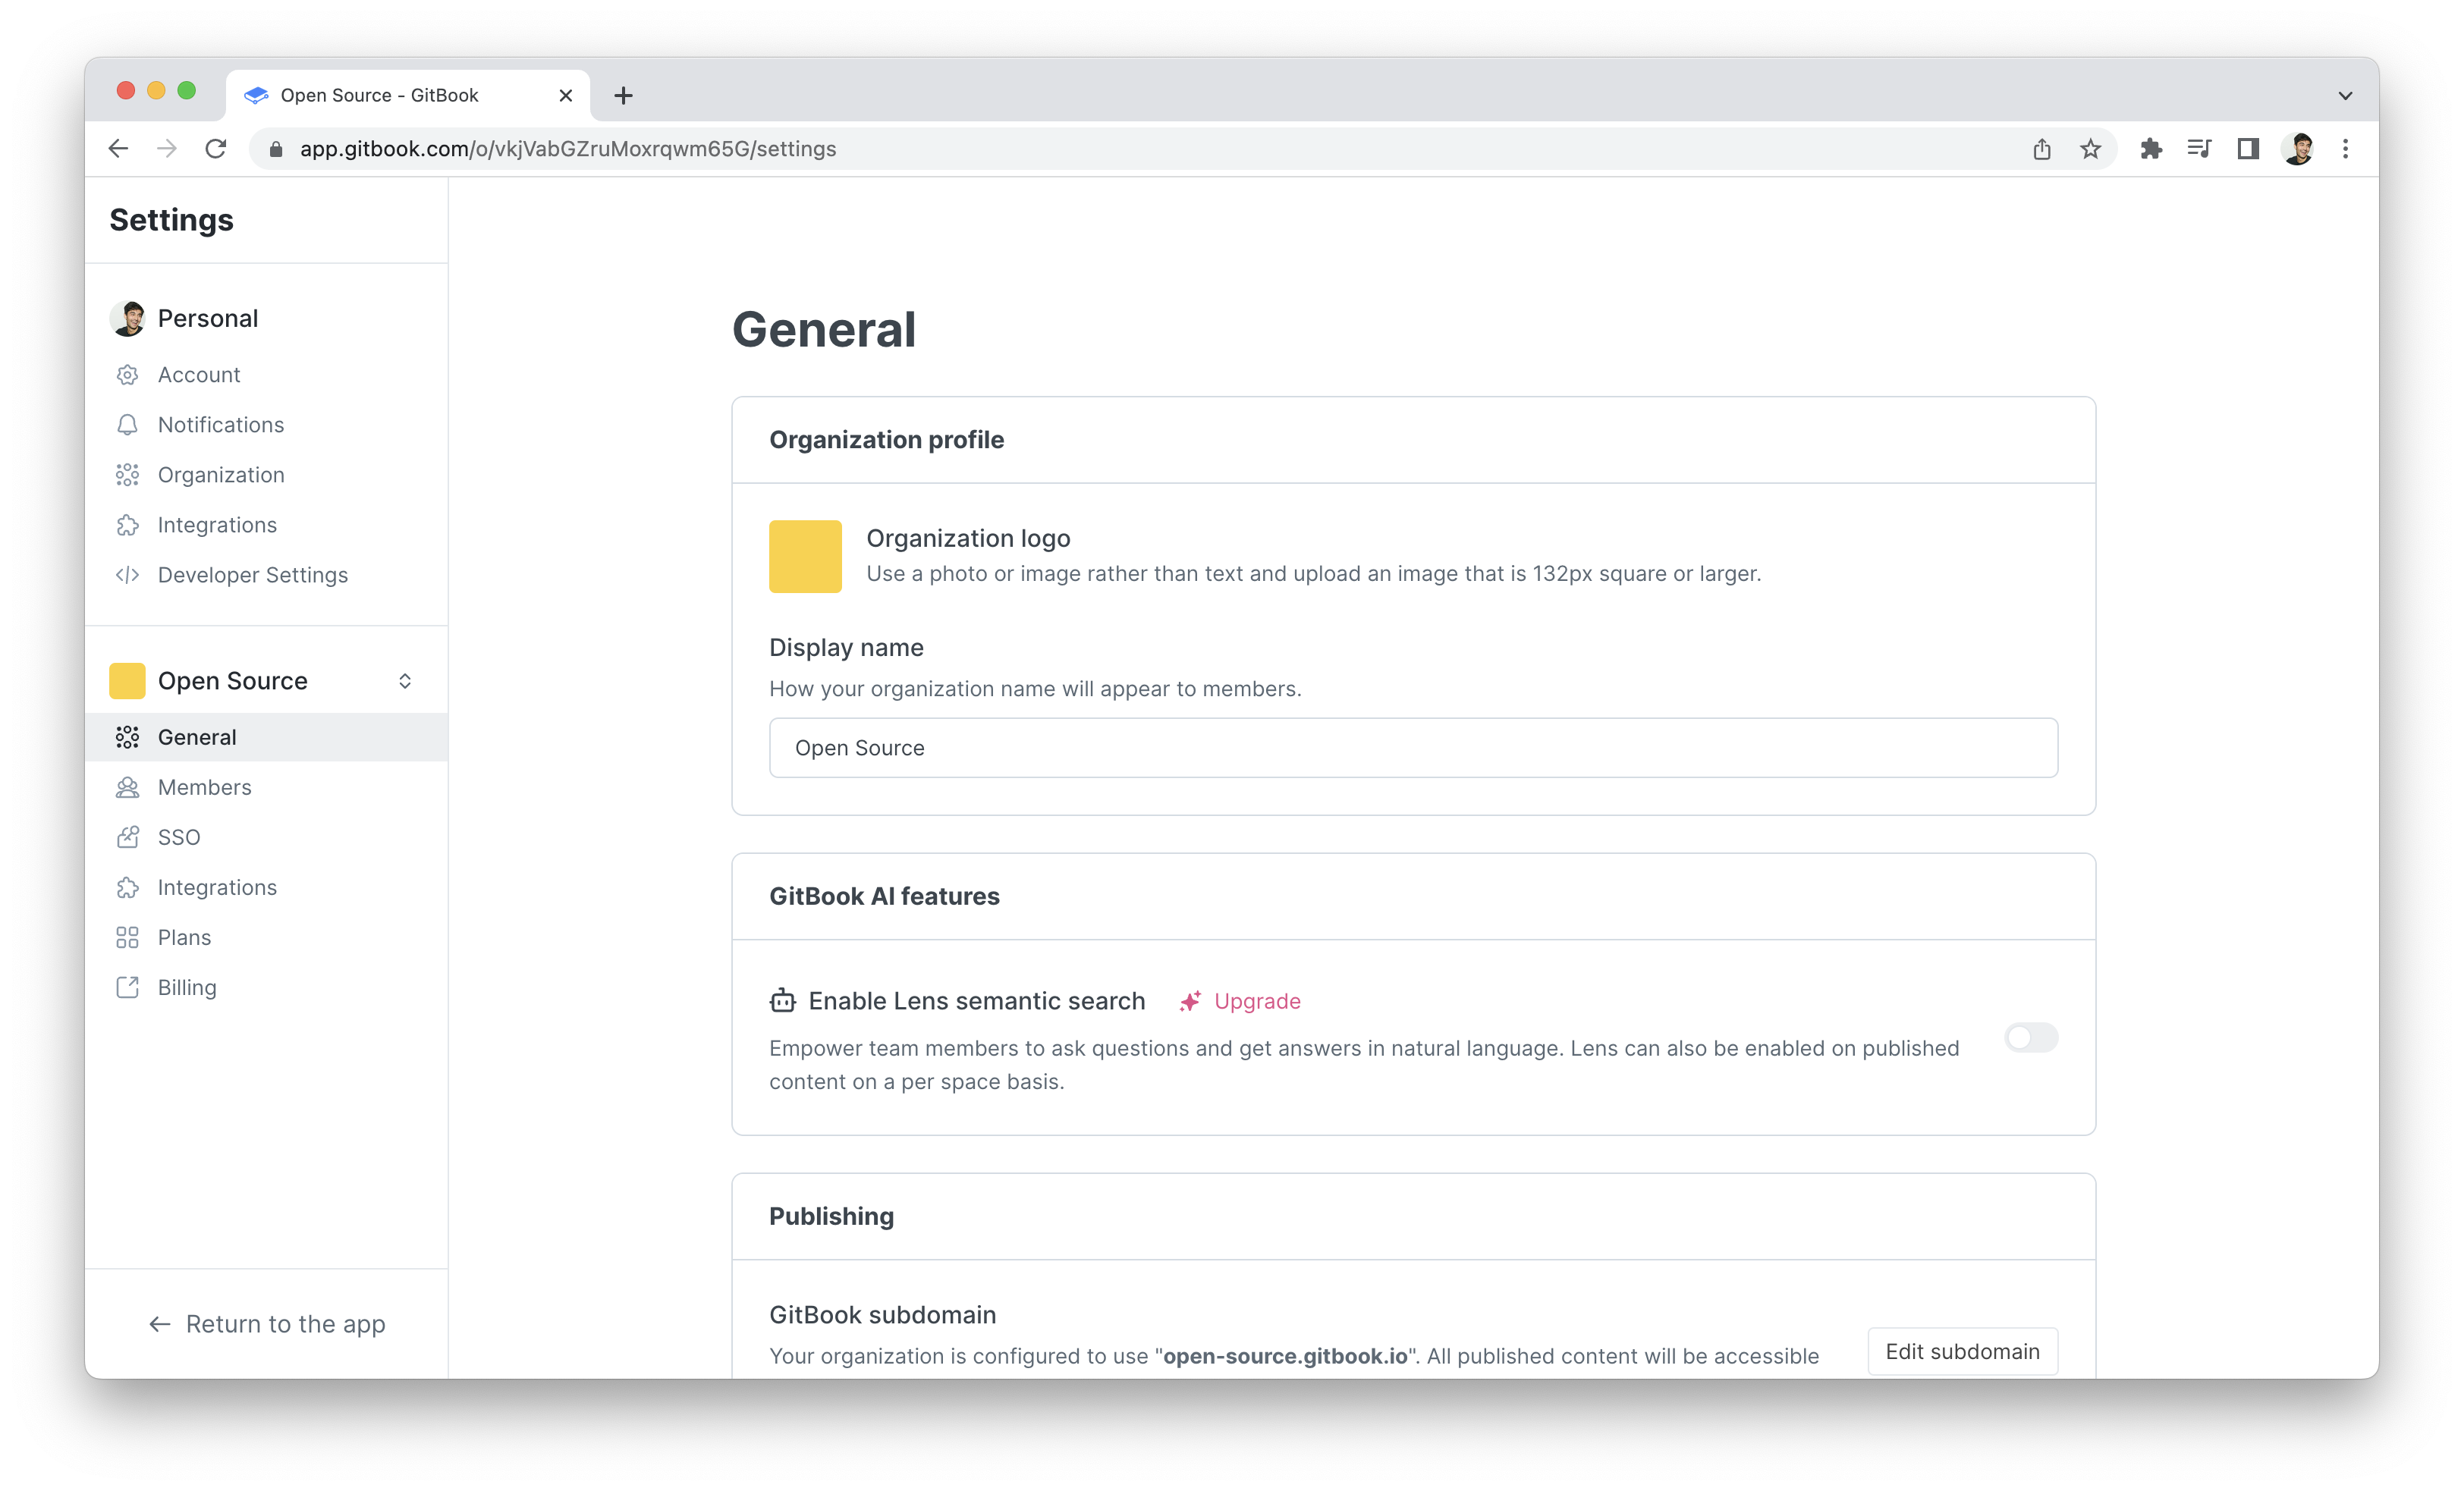 Open Source - GitBook
app.gitbook.com/o/vkjVabGZruMoxrqwm65G/settings
Settings
Personal
Account
Notifications
Organization
Integrations
Developer Settings
Open Source
General
Members
SSO
Integrations
Plans
Billing
Return to the app
General
Organization profile
Organization logo
Use a photo or image rather than text and upload an image that is 132px square or larger.
Display name
How your organization name will appear to members.
Open Source
GitBook AI features
Enable Lens semantic search Upgrade
Empower team members to ask questions and get answers in natural language. Lens can also be enabled on published
content on a per space basis.
Publishing
GitBook subdomain
Your organization is configured to use "open-source.gitbook.io". All published content will be accessible
Edit subdomain